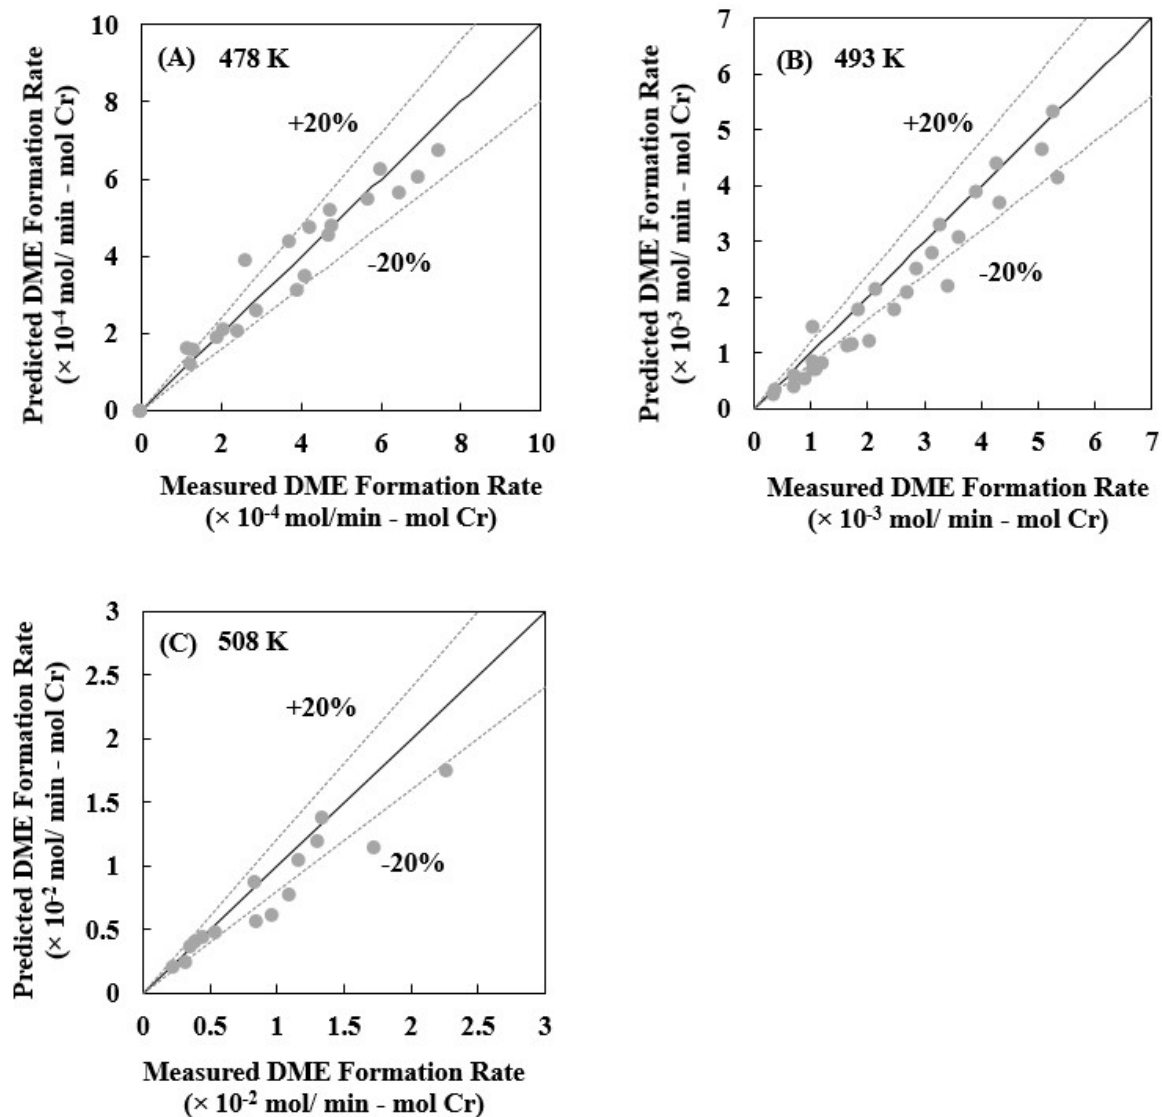 (A) 478 K
+20%
-20%
10
8
6
4
2
0
0 2 4 6 8 10
Predicted DME Formation Rate
(× 10-4 mol/ min - mol Cr)
Measured DME Formation Rate
(× 10-4 mol/min - mol Cr)
(B) 493 K
+20%
-20%
7
6
5
4
3
2
1
0
0 1 2 3 4 5 6 7
Predicted DME Formation Rate
(× 10-3 mol/ min - mol Cr)
Measured DME Formation Rate
(× 10-3 mol/ min - mol Cr)
(C) 508 K
+20%
-20%
3
2.5
2
1.5
1
0.5
0
0 0.5 1 1.5 2 2.5 3
Predicted DME Formation Rate
(× 10-2 mol/ min - mol Cr)
Measured DME Formation Rate
(× 10-2 mol/ min - mol Cr)